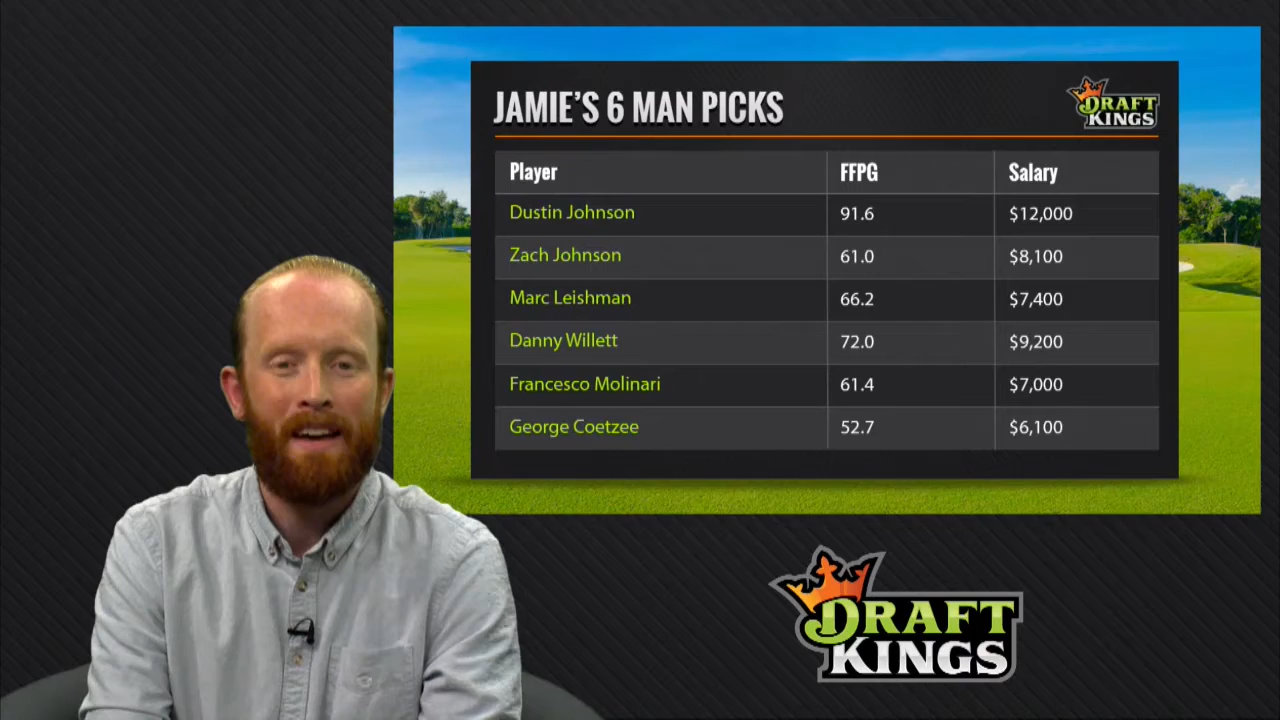 JAMIE'S 6 MAN PICKS
DRAFT
KINGS
Player FFPG Salary
Dustin Johnson 91.6 $12,000
Zach Johnson 61.0 $8,100
Marc Leishman 66.2 $7,400
Danny Willett 72.0 $9,200
Francesco Molinari 61.4 $7,000
George Coetzee 52.7 $6,100
DRAFT
KINGS